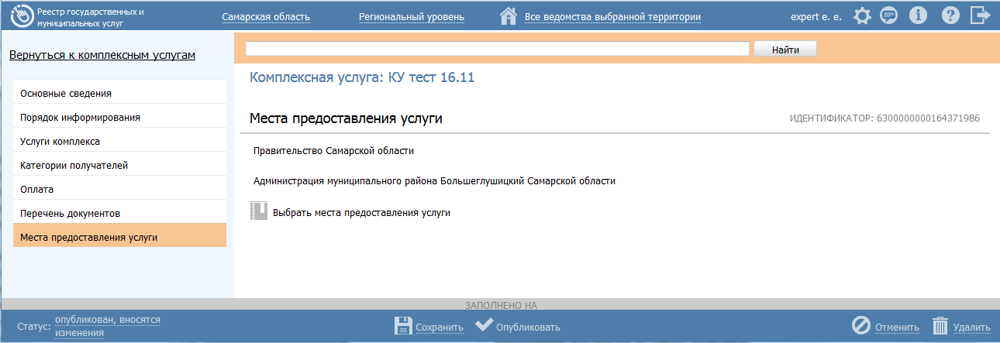 Реестр государственных и
муниципальных услуг
Самарская область
Региональный уровень
Все ведомства выбранной территории
expert e. e.
Вернуться к комплексным услугам
Найти
Основные сведения
Порядок информирования
Услуги комплекса
Категории получателей
Оплата
Перечень документов
Места предоставления услуги
Комплексная услуга: КУ тест 16.11
Места предоставления услуги
ИДЕНТИФИКАТОР: 6300000000164371986
Правительство Самарской области
Администрация муниципального района Большеглушицкий Самарской области
Выбрать места предоставления услуги
ЗАПОЛНЕНО НА
Статус:
опубликован, вносятся
изменения
Сохранить
Опубликовать
Отменить
Удалить